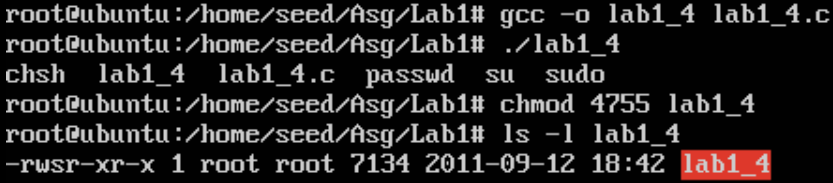 root@ubuntu:/home/seed/Asg/Lab1# gcc -o lab1_4 lab1_4.c
root@ubuntu:/home/seed/Asg/Lab1# ./lab1_4
chsh  lab1_4  lab1_4.c  passwd  su  sudo
root@ubuntu:/home/seed/Asg/Lab1# chmod 4755 lab1_4
root@ubuntu:/home/seed/Asg/Lab1# ls -l lab1_4
-rwsr-xr-x 1 root root 7134 2011-09-12 18:42 lab1_4